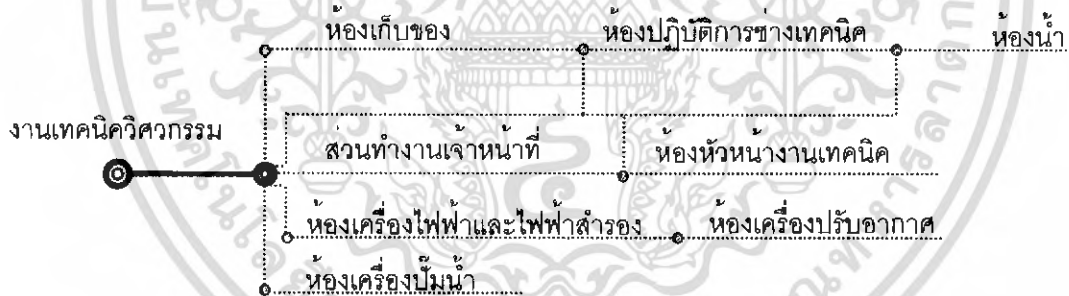 ห้องเก็บของ ห้องปฏิบัติการช่างเทคนิค ห้องน้ำ
งานเทคนิควิศวกรรม
ส่วนทำงานเจ้าหน้าที่ ห้องหัวหน้างานเทคนิค
ห้องเครื่องไฟฟ้าและไฟฟ้าสำรอง ห้องเครื่องปรับอากาศ
ห้องเครื่องปั๊มน้ำ